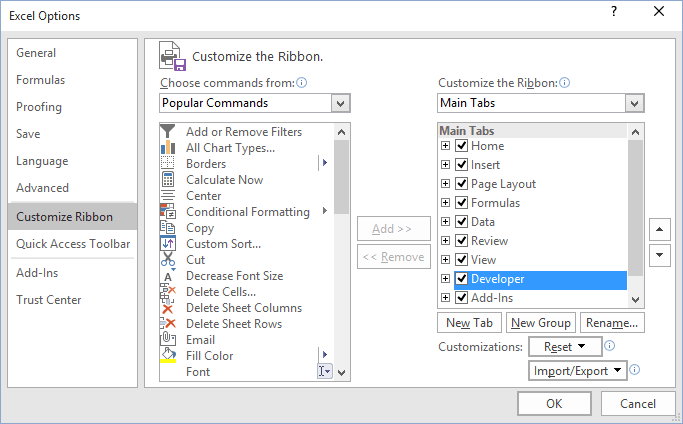 Excel Options
?
General
Formulas
Proofing
Save
Language
Advanced
Customize Ribbon
Quick Access Toolbar
Add-Ins
Trust Center
Customize the Ribbon.
Choose commands from:
Popular Commands
Add or Remove Filters
All Chart Types...
Borders
Calculate Now
Center
Conditional Formatting
Copy
Custom Sort...
Cut
Decrease Font Size
Delete Cells...
Delete Sheet Columns
Delete Sheet Rows
Email
Fill Color
Font
Add >>
<< Remove
Customize the Ribbon:
Main Tabs
Main Tabs
Home
Insert
Page Layout
Formulas
Data
Review
View
Developer
Add-Ins
New Tab New Group Rename...
Customizations: Reset
Import/Export
OK Cancel